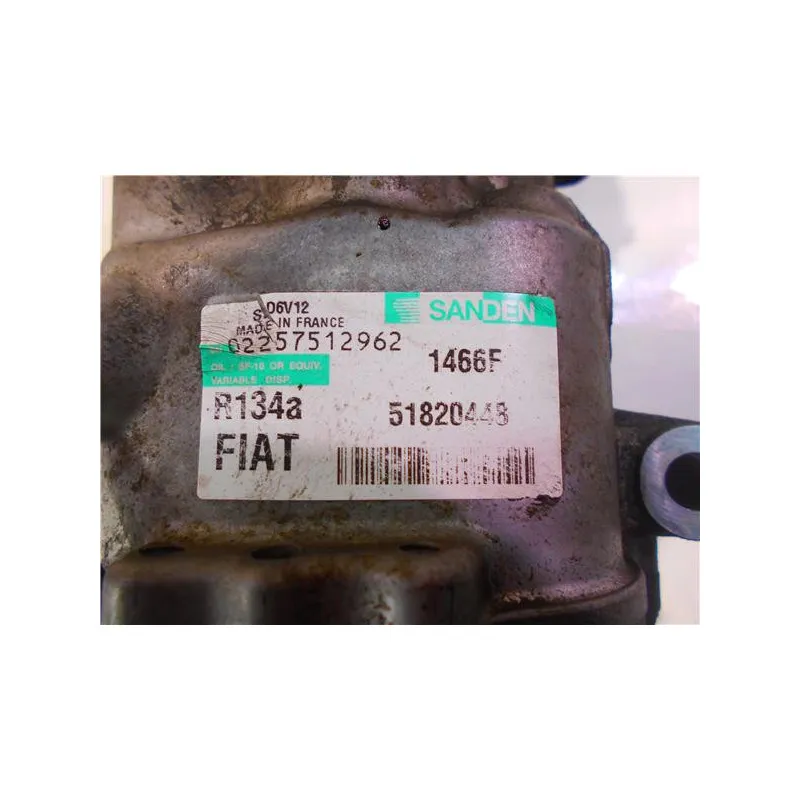 SD6V12
SANDEN
MADE IN FRANCE
02257512962
1466F
OIL : SP-10 OR EQUIV.
VARIABLE DISP.
R134a
51820448
FIAT